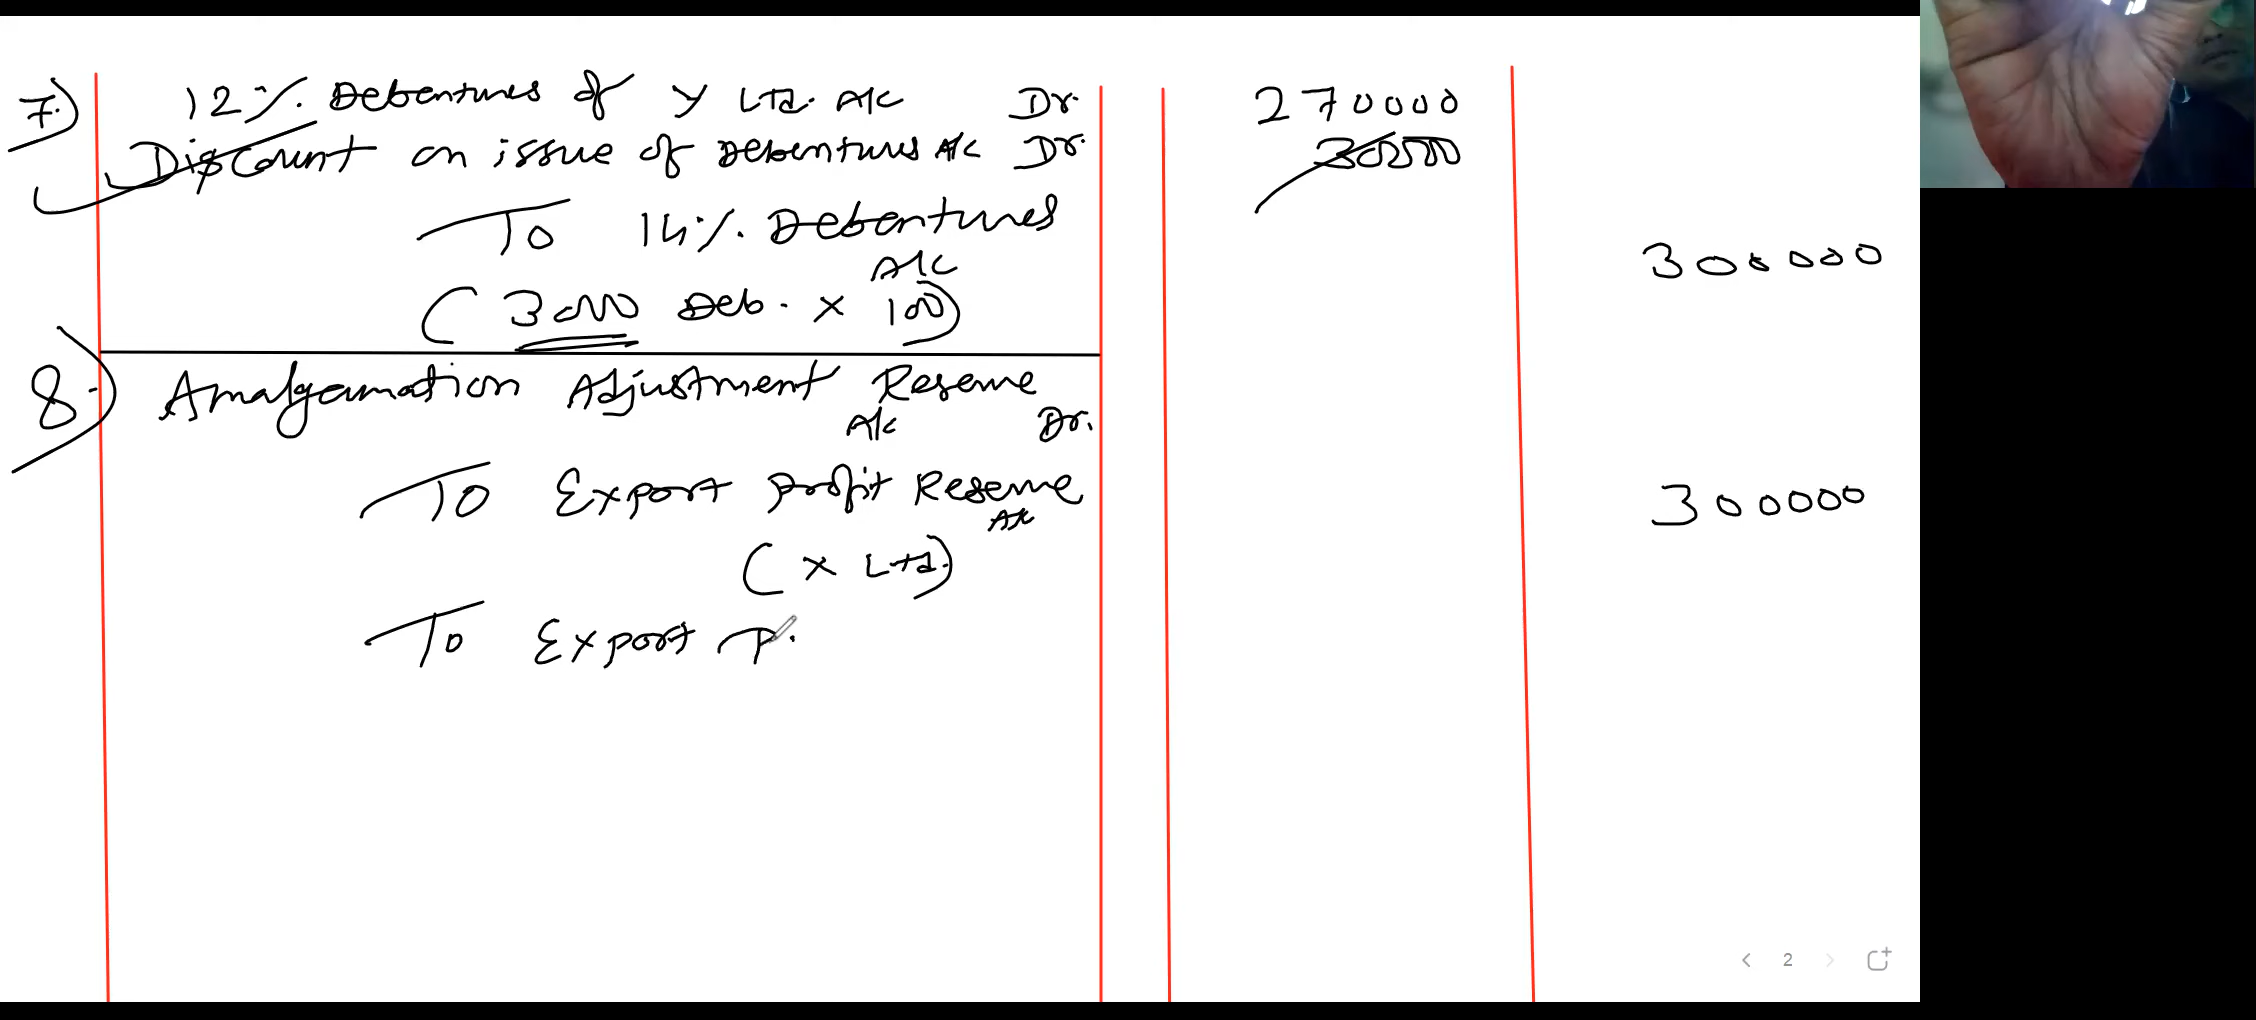 7.) 12%. Debentures of Y Ltd. A/c Dr. 270000
Discount on issue of Debentures A/c Dr. 30000
To 14%. Debentures A/c 300000
(3000 Deb. × 100)
8.) Amalgamation Adjustment Reserve A/c Dr.
To Export Profit Reserve A/c 300000
(X Ltd.)
To Export P.
2